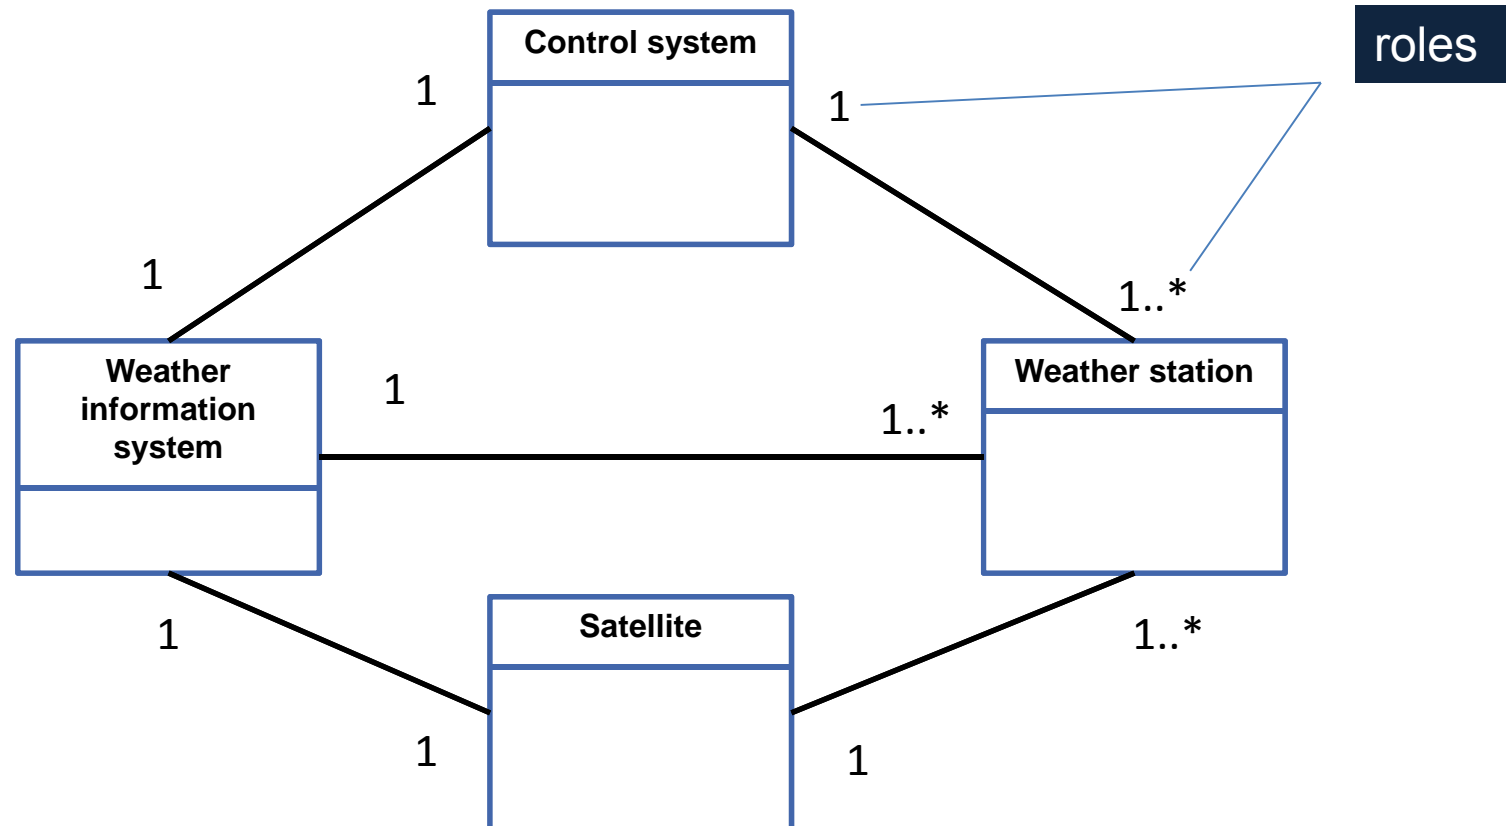 Control system
roles
1
1
1
1..*
Weather
information
system
1
1..*
Weather station
1
Satellite
1..*
1
1